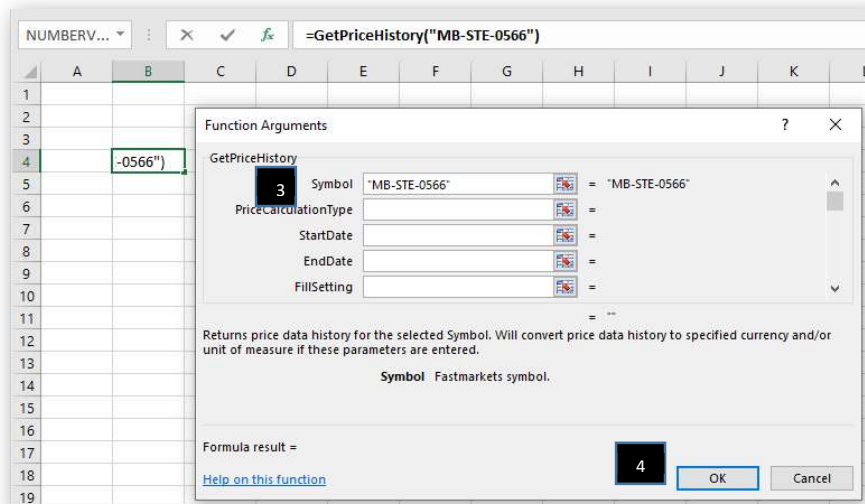 NUMBERV... fx =GetPriceHistory("MB-STE-0566")
A B C D E F G H I J K
1
2
3
4 -0566")
5
6
7
8
9
10
11
12
13
14
15
16
17
18
19
Function Arguments ? ×
GetPriceHistory
3 Symbol "MB-STE-0566" = "MB-STE-0566"
PriceCalculationType =
StartDate =
EndDate =
FillSetting =
= ""
Returns price data history for the selected Symbol. Will convert price data history to specified currency and/or
unit of measure if these parameters are entered.
Symbol Fastmarkets symbol.
Formula result =
Help on this function
4 OK Cancel